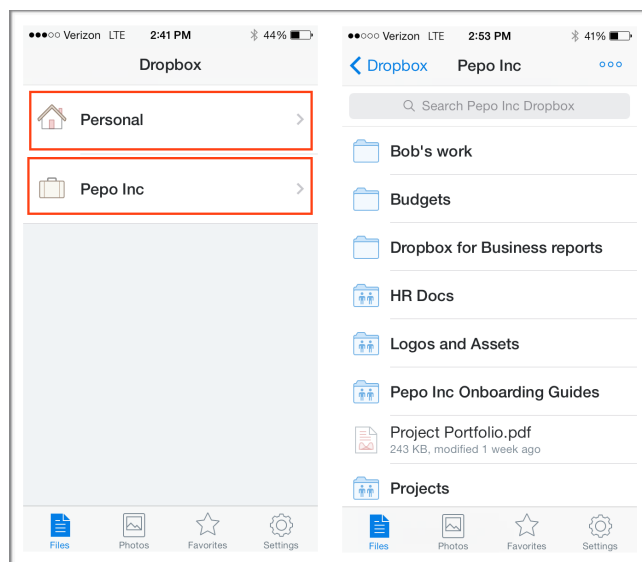 Verizon LTE 2:41 PM 44%
Dropbox
Personal
Pepo Inc
Files Photos Favorites Settings
Verizon LTE 2:53 PM 41%
Dropbox Pepo Inc
Search Pepo Inc Dropbox
Bob's work
Budgets
Dropbox for Business reports
HR Docs
Logos and Assets
Pepo Inc Onboarding Guides
Project Portfolio.pdf
243 KB, modified 1 week ago
Projects
Files Photos Favorites Settings